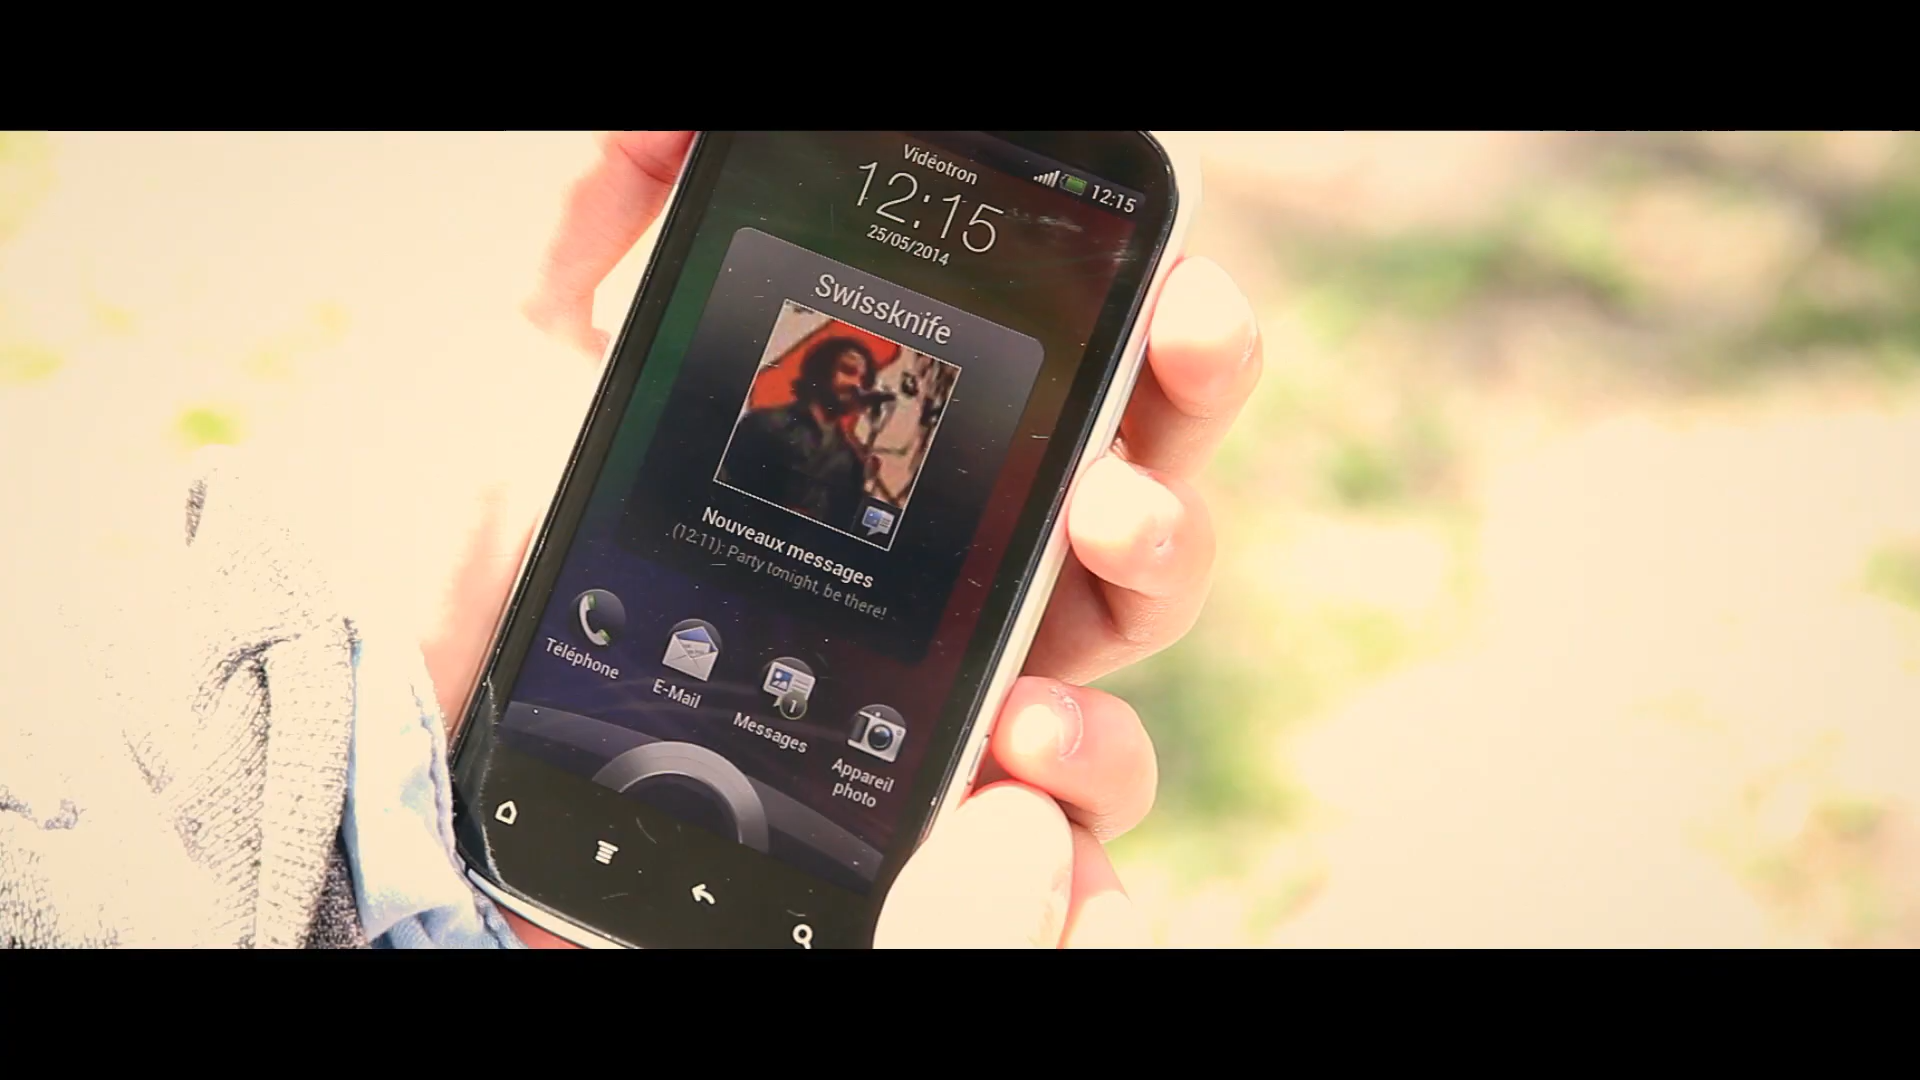 Vidéotron
12:15
12:15
25/05/2014
Swissknife
Nouveaux messages
(12:11): Party tonight, be there!
Téléphone
E-Mail
Messages
1
Appareil
photo